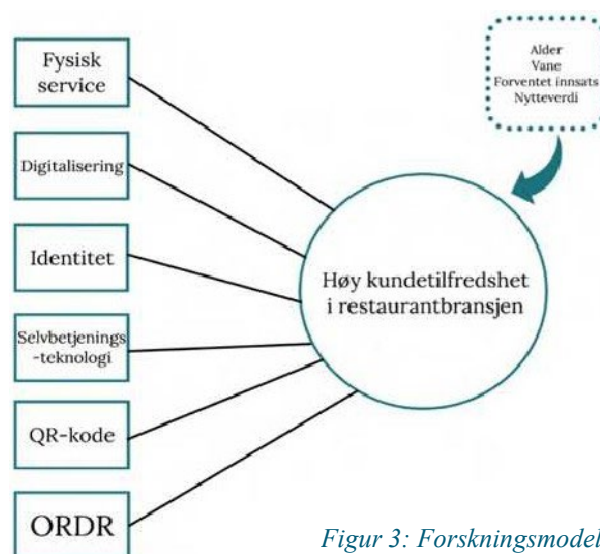 Fysisk
service
Digitalisering
Identitet
Selvbetjenings
-teknologi
QR-kode
ORDR
Høy kundetilfredshet
i restaurantbransjen
Alder
Vane
Forventet innsats
Nytteverdi
Figur 3: Forskningsmodel